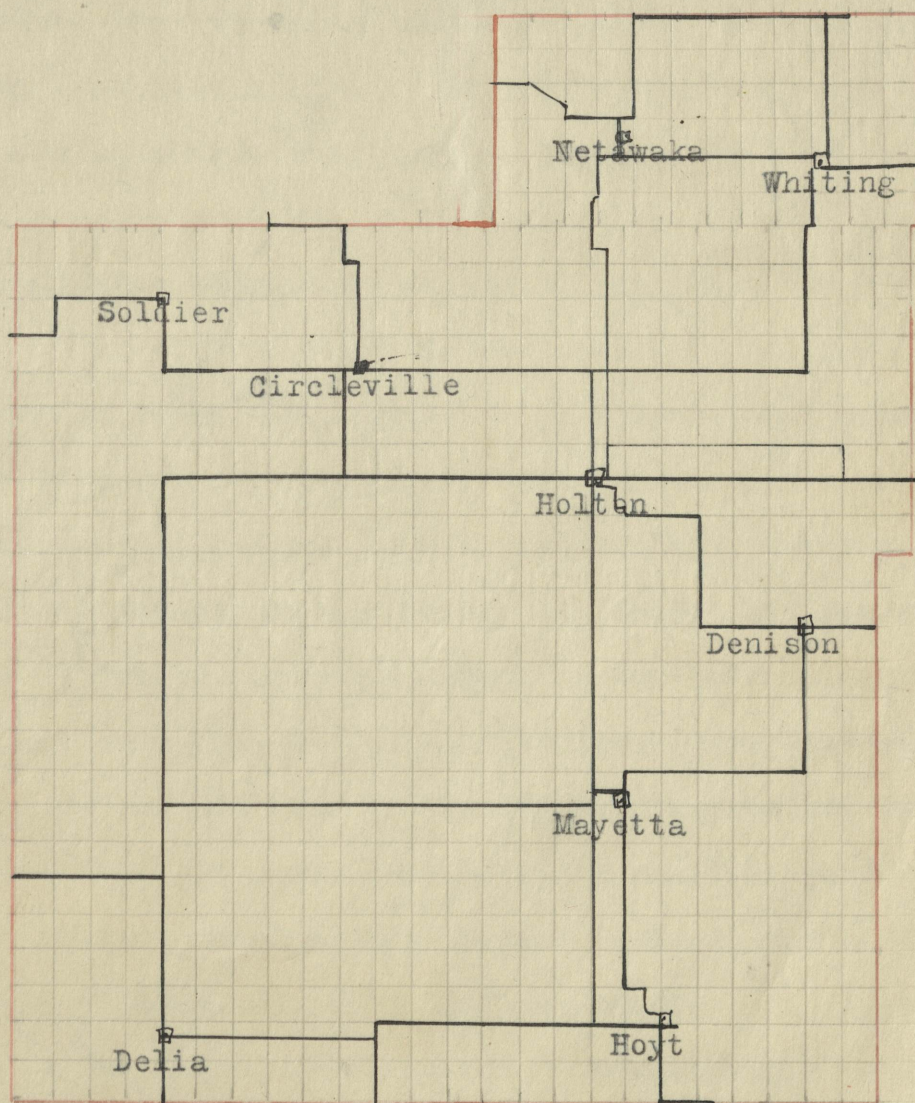 Netawaka
Whiting
Soldier
Circleville
Holton
Denison
Mayetta
Hoyt
Delia